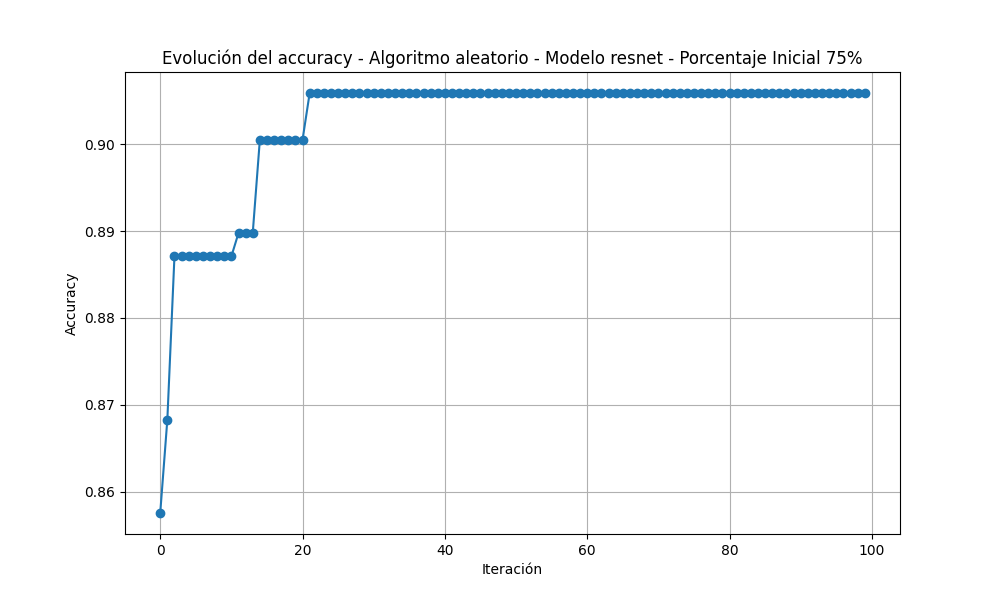 Evolución del accuracy - Algoritmo aleatorio - Modelo resnet - Porcentaje Inicial 75%
Accuracy
0.90
0.89
0.88
0.87
0.86
0 20 40 60 80 100
Iteración